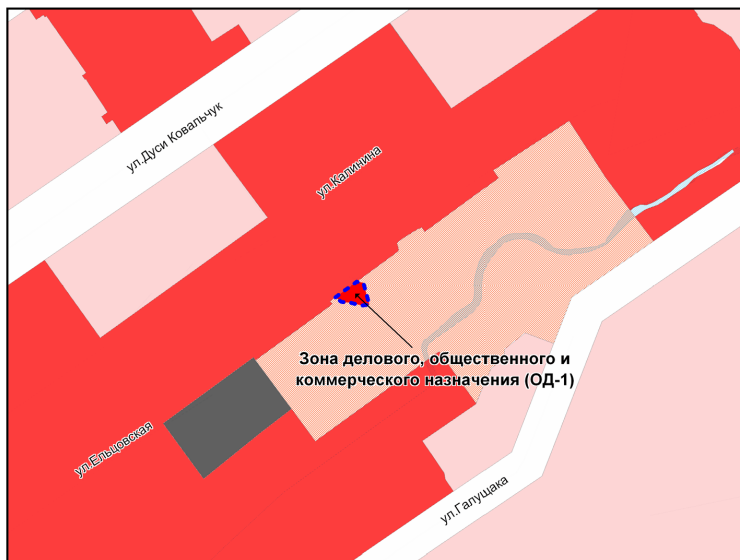 ул.Дуси Ковальчук
ул.Калинина
Зона делового, общественного и
коммерческого назначения (ОД-1)
ул.Ельцовская
ул.Галущака